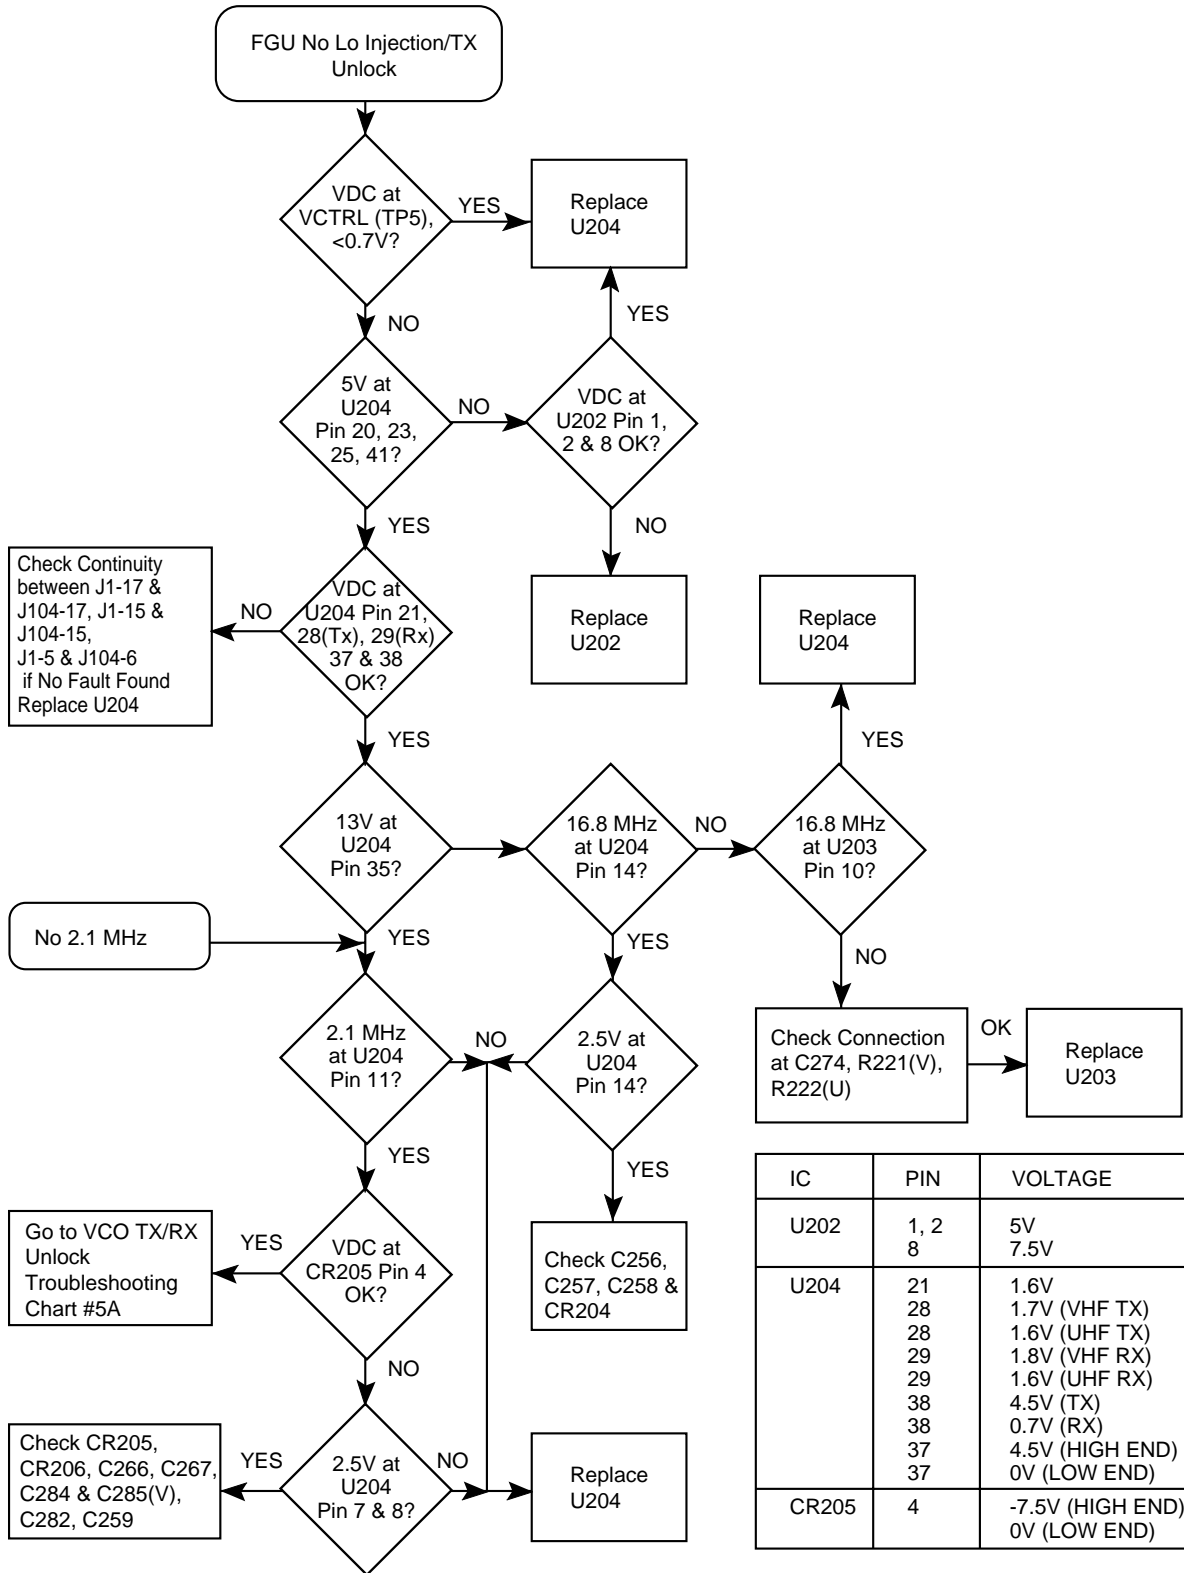 FGU No Lo Injection/TX
Unlock
VDC at
VCTRL (TP5),
<0.7V?
YES
Replace
U204
NO
YES
5V at
U204
Pin 20, 23,
25, 41?
NO
VDC at
U202 Pin 1,
2 & 8 OK?
YES
NO
Check Continuity
between J1-17 &
J104-17, J1-15 &
J104-15,
J1-5 & J104-6
if No Fault Found
Replace U204
NO
VDC at
U204 Pin 21,
28(Tx), 29(Rx)
37 & 38
OK?
Replace
U202
Replace
U204
YES
YES
13V at
U204
Pin 35?
16.8 MHz
at U204
Pin 14?
NO
16.8 MHz
at U203
Pin 10?
No 2.1 MHz
YES
YES
NO
2.1 MHz
at U204
Pin 11?
NO
2.5V at
U204
Pin 14?
Check Connection
at C274, R221(V),
R222(U)
OK
Replace
U203
YES
YES
Go to VCO TX/RX
Unlock
Troubleshooting
Chart #5A
YES
VDC at
CR205 Pin 4
OK?
Check C256,
C257, C258 &
CR204
NO
Check CR205,
CR206, C266, C267,
C284 & C285(V),
C282, C259
YES
2.5V at
U204
Pin 7 & 8?
NO
Replace
U204
IC PIN VOLTAGE
U202 1, 2 5V
8 7.5V
U204 21 1.6V
28 1.7V (VHF TX)
28 1.6V (UHF TX)
29 1.8V (VHF RX)
29 1.6V (UHF RX)
38 4.5V (TX)
38 0.7V (RX)
37 4.5V (HIGH END)
37 0V (LOW END)
CR205 4 -7.5V (HIGH END)
0V (LOW END)